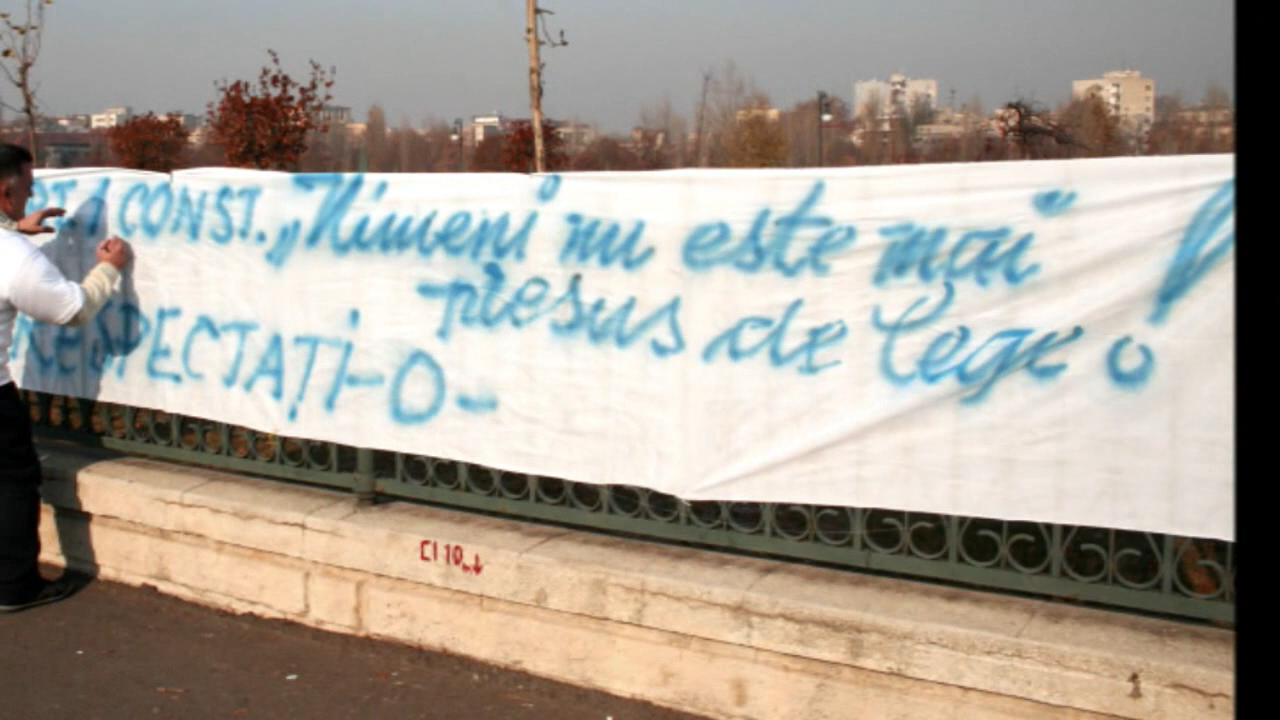 CONST. „Nimeni nu este mai”
presus de lege!
RESPECTAȚI-O-
CI 10